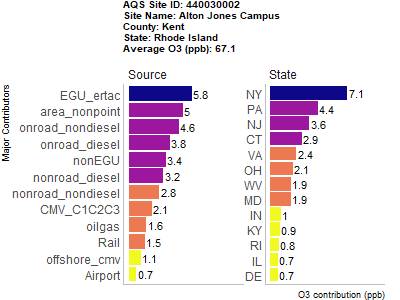 AQS Site ID: 440030002
Site Name: Alton Jones Campus
County: Kent
State: Rhode Island
Average O3 (ppb): 67.1
Source
State
Major Contributors
EGU_ertac 5.8
area_nonpoint 5
onroad_nondiesel 4.6
onroad_diesel 3.8
nonEGU 3.4
nonroad_diesel 3.2
nonroad_nondiesel 2.8
CMV_C1C2C3 2.1
oilgas 1.6
Rail 1.5
offshore_cmv 1.1
Airport 0.7
NY 7.1
PA 4.4
NJ 3.6
CT 2.9
VA 2.4
OH 2.1
WV 1.9
MD 1.9
IN 1
KY 0.9
RI 0.8
IL 0.7
DE 0.7
O3 contribution (ppb)